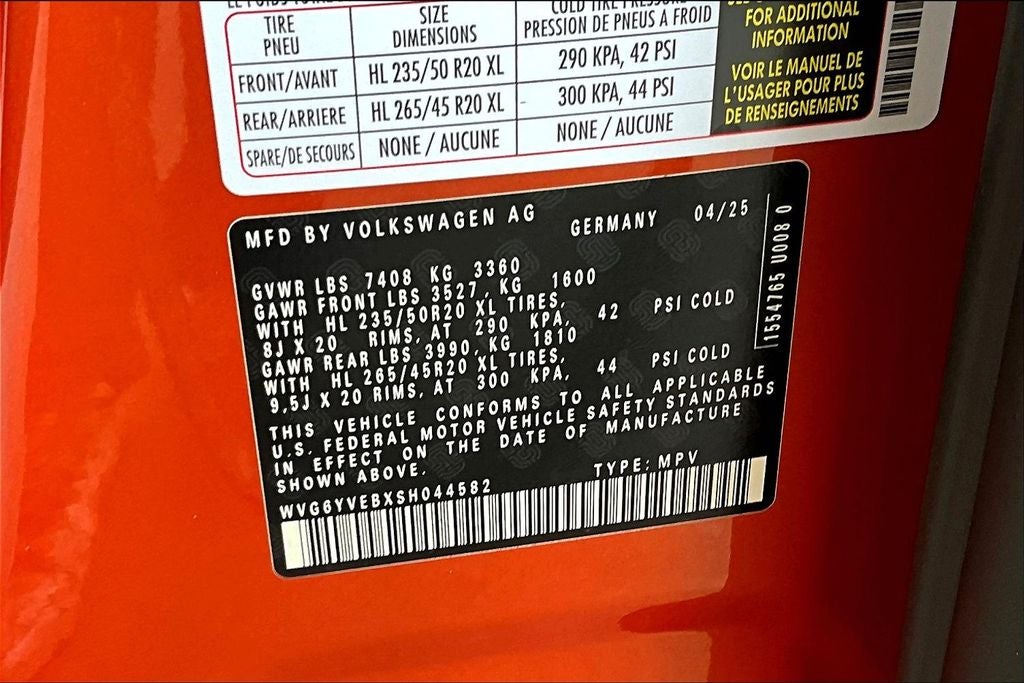 TIRE SIZE
PNEU DIMENSIONS PRESSION DE PNEUS A FROID
FRONT/AVANT HL 235/50 R20 XL 290 KPA, 42 PSI
REAR/ARRIERE HL 265/45 R20 XL 300 KPA, 44 PSI
SPARE/DE SECOURS NONE / AUCUNE NONE / AUCUNE
FOR ADDITIONAL
INFORMATION
VOIR LE MANUEL DE
L'USAGER POUR PLUS
DE RENSEIGNEMENTS
MFD BY VOLKSWAGEN AG GERMANY 04/25
GVWR LBS 7408 KG 3360
GAWR FRONT LBS 3527, KG 1600
WITH HL 235/50R20 XL TIRES,
8J X 20 RIMS, AT 290 KPA, 42 PSI COLD
GAWR REAR LBS 3990, KG 1810
WITH HL 265/45R20 XL TIRES,
9,5J X 20 RIMS, AT 300 KPA, 44 PSI COLD
THIS VEHICLE CONFORMS TO ALL APPLICABLE
U.S. FEDERAL MOTOR VEHICLE SAFETY STANDARDS
IN EFFECT ON THE DATE OF MANUFACTURE
SHOWN ABOVE.
TYPE: MPV
WVGGYVEBXSH044582
1554765 U008 0